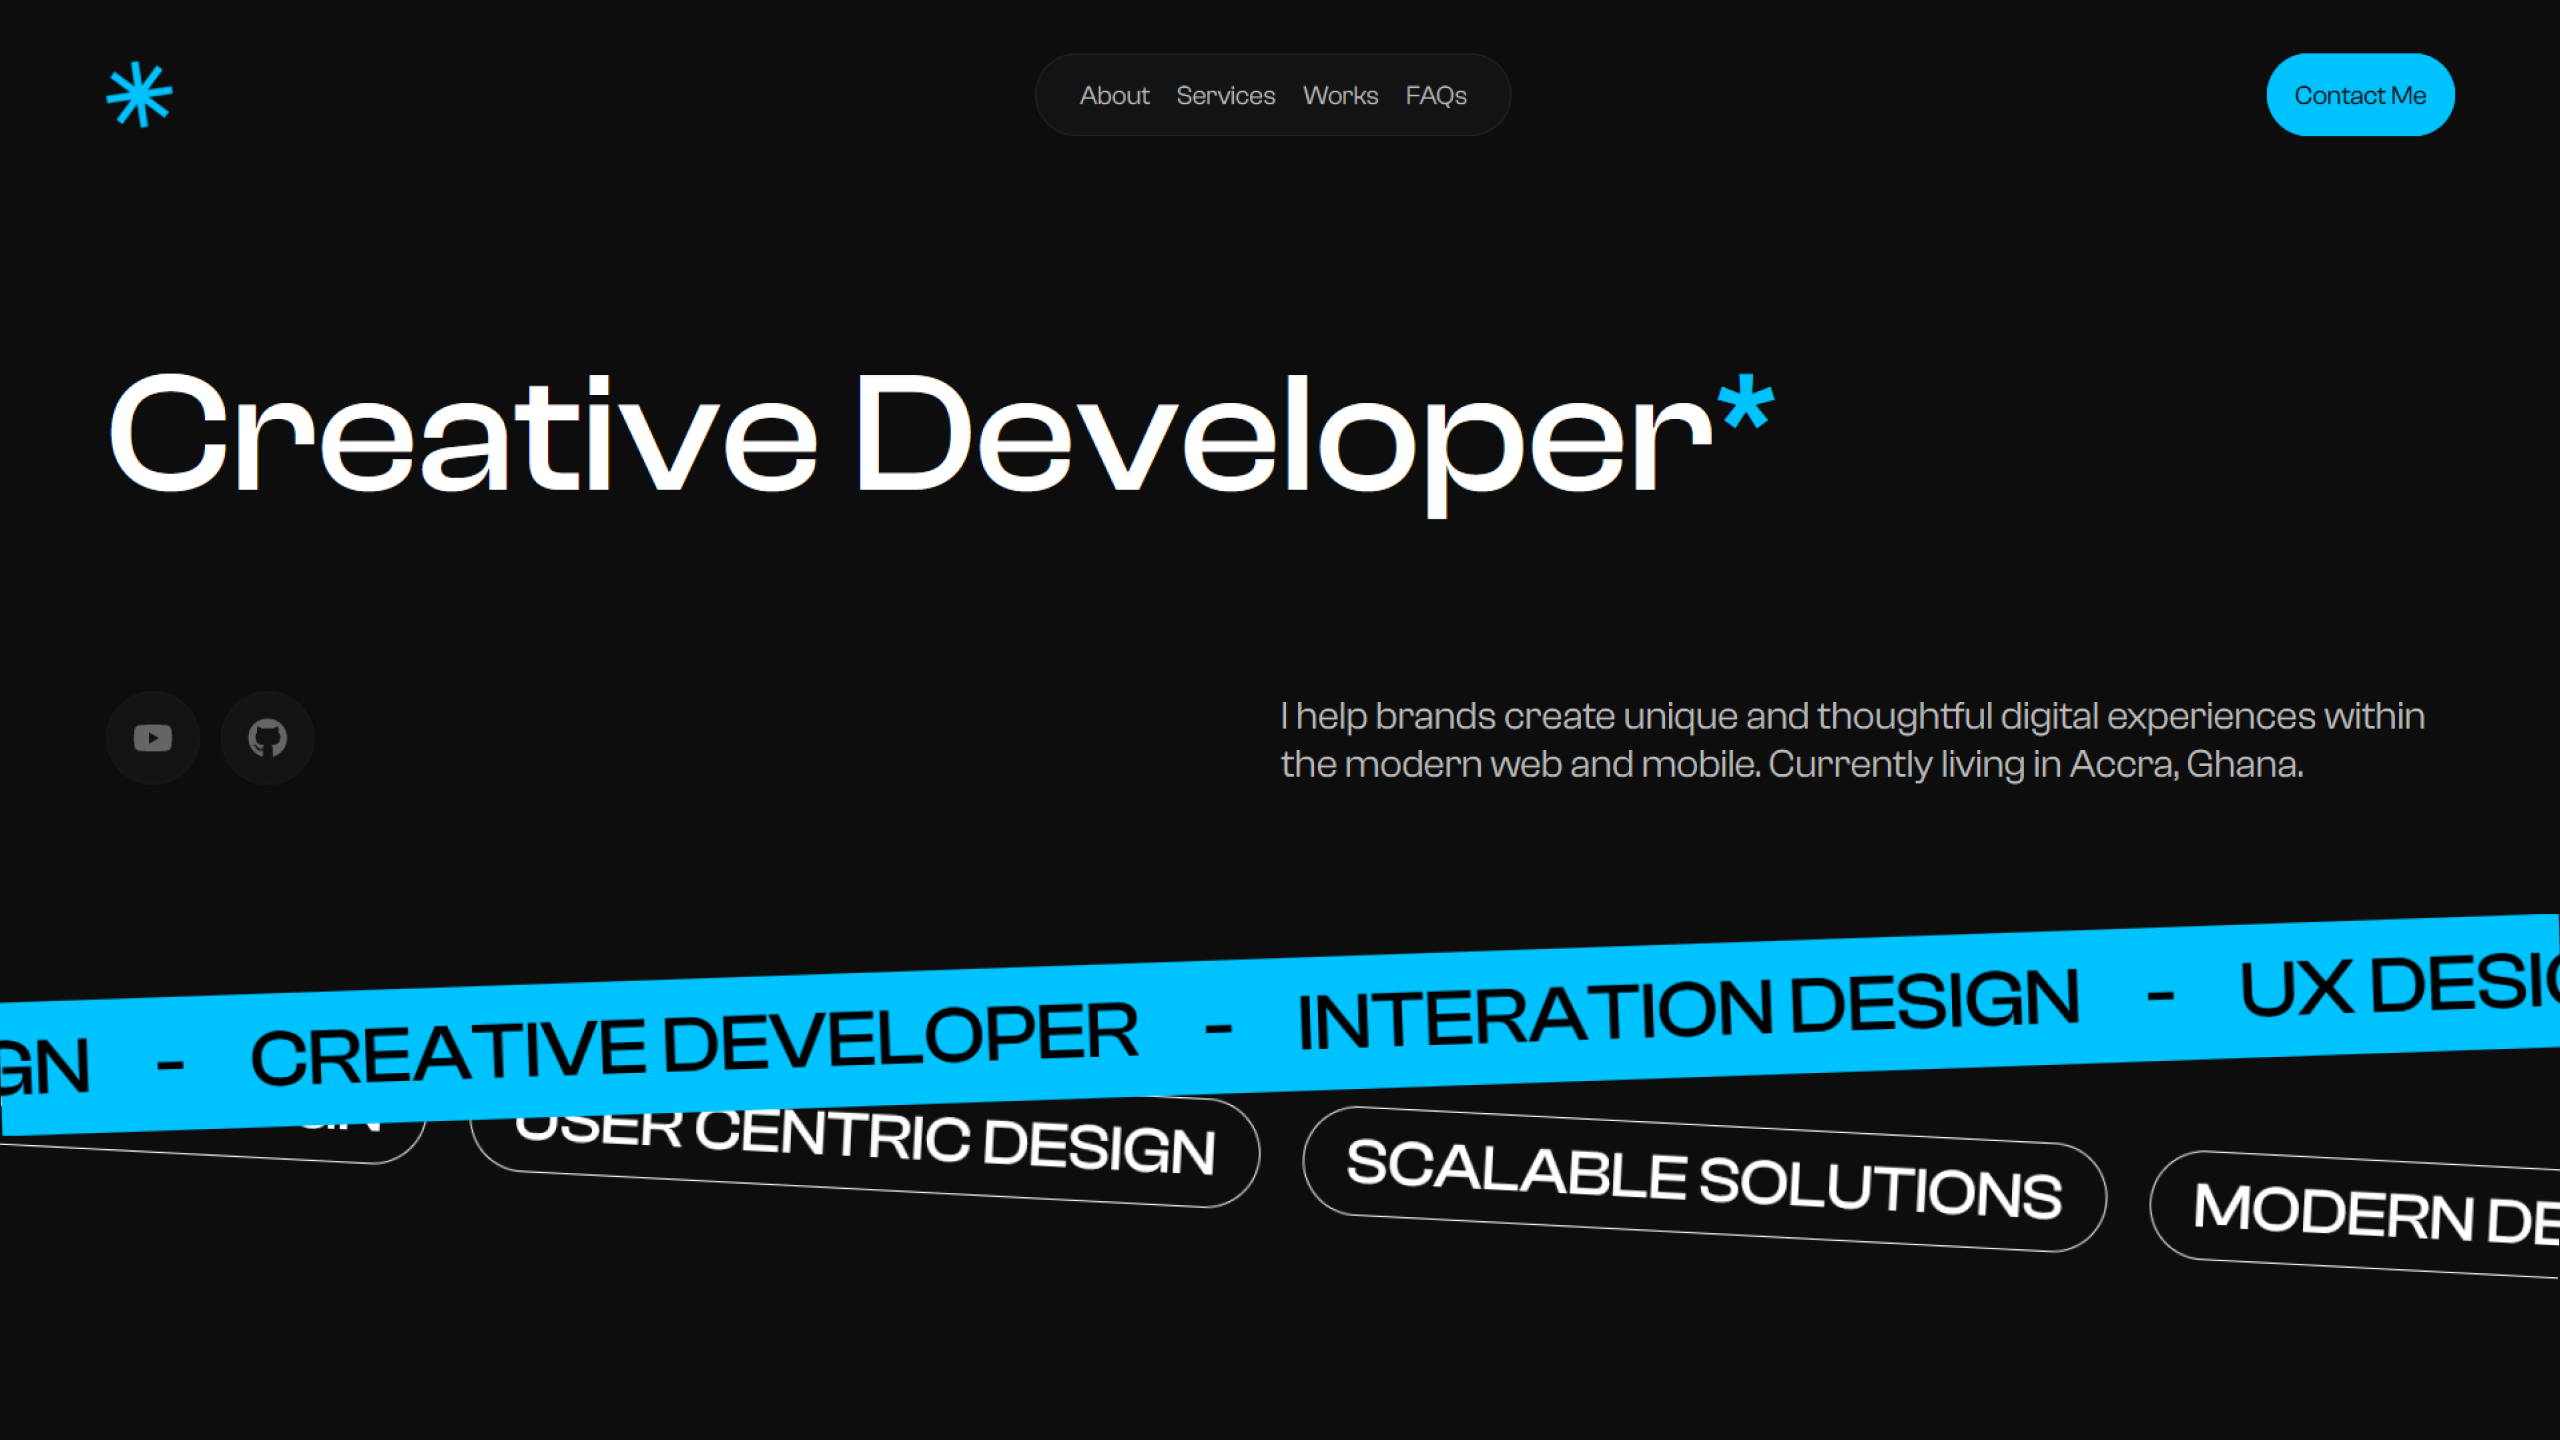 About Services Works FAQs
Contact Me
Creative Developer*
I help brands create unique and thoughtful digital experiences within
the modern web and mobile. Currently living in Accra, Ghana.
GN - CREATIVE DEVELOPER - INTERATION DESIGN - UX DESIG
USER CENTRIC DESIGN SCALABLE SOLUTIONS MODERN DE